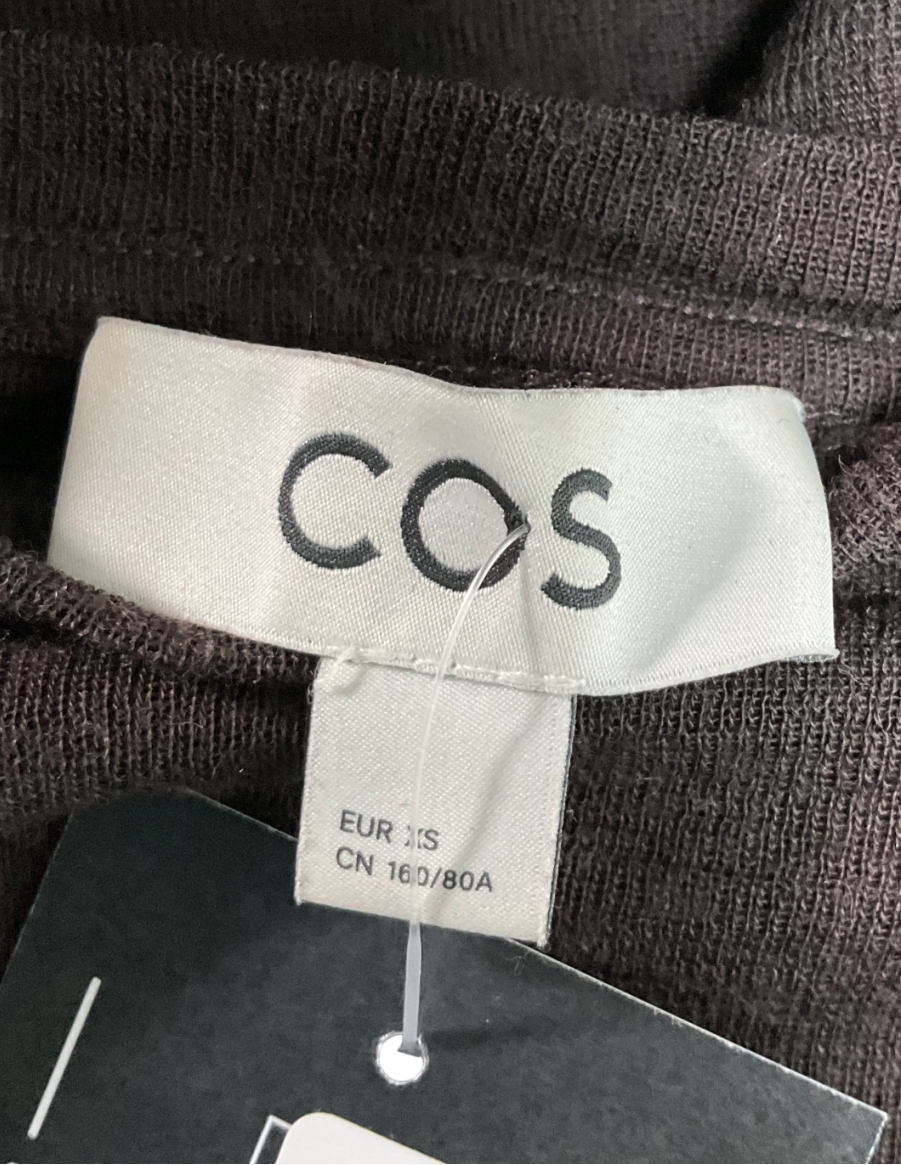 COS
EUR XS
CN 160/80A